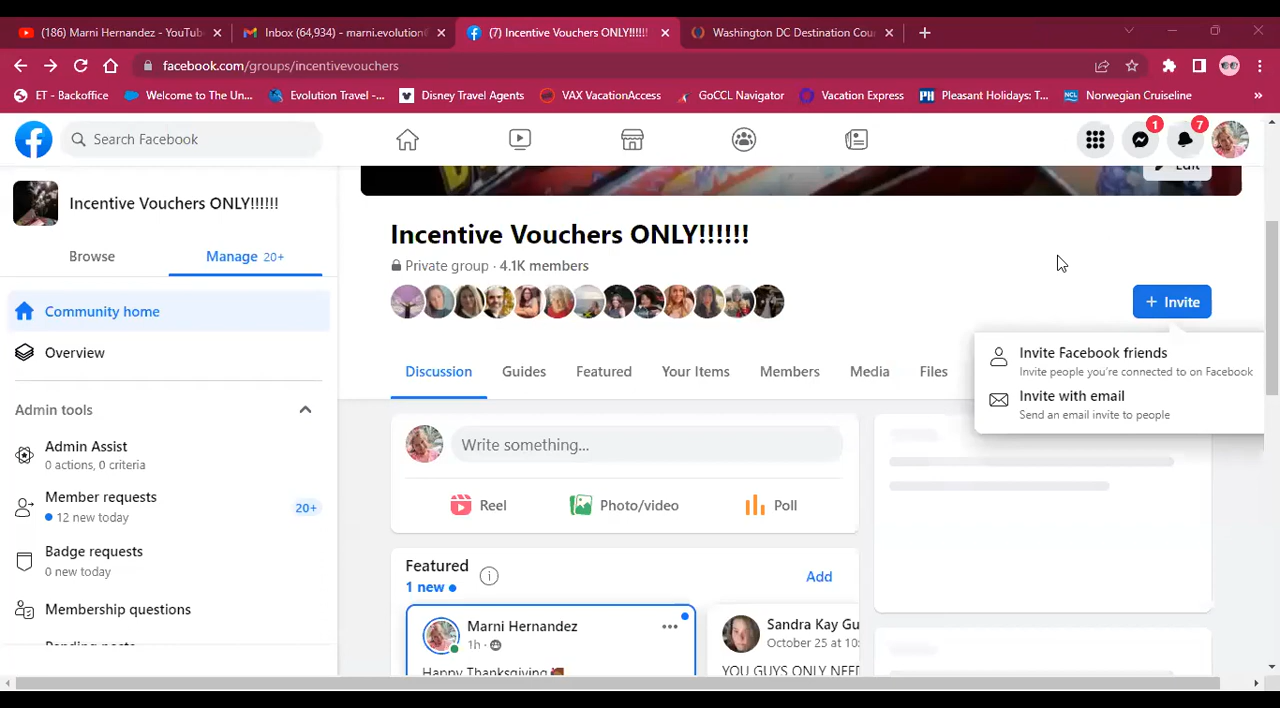 (186) Marni Hernandez - YouTub
Inbox (64,934) - marni.evolution
(7) Incentive Vouchers ONLY!!!!!!
Washington DC Destination Cou
facebook.com/groups/incentivevouchers
ET - Backoffice
Welcome to The Un...
Evolution Travel -...
Disney Travel Agents
VAX VacationAccess
GoCCL Navigator
Vacation Express
Pleasant Holidays: T...
Norwegian Cruiseline
»
Search Facebook
1
7
Edit
Incentive Vouchers ONLY!!!!!!
Browse
Manage 20+
Community home
Overview
Admin tools
Admin Assist
0 actions, 0 criteria
Member requests
12 new today
20+
Badge requests
0 new today
Membership questions
Incentive Vouchers ONLY!!!!!!
Private group · 4.1K members
+ Invite
Invite Facebook friends
Invite people you're connected to on Facebook
Invite with email
Send an email invite to people
Discussion
Guides
Featured
Your Items
Members
Media
Files
Write something...
Reel
Photo/video
Poll
Featured
1 new
Add
Marni Hernandez
1h ·
Happy Thanksgiving
Sandra Kay Gu
October 25 at 10:
YOU GUYS ONLY NEE